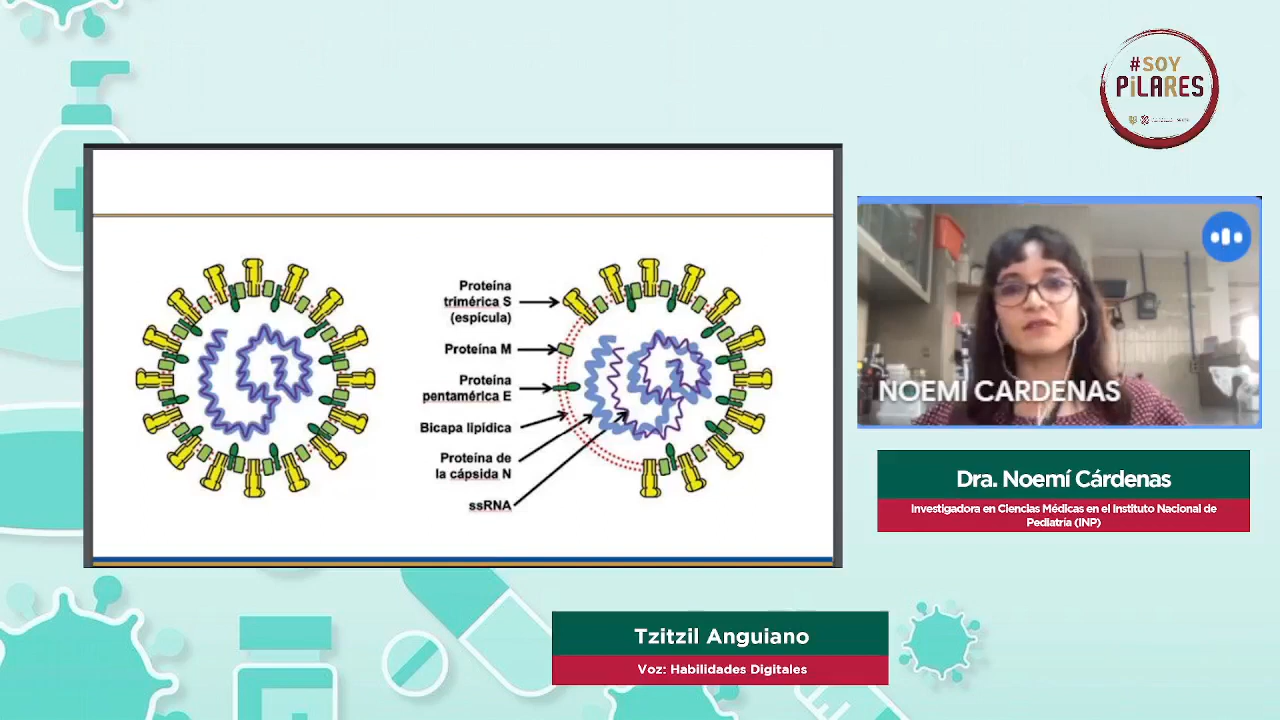 #SOY
PiLARES
Proteína
trimérica S
(espícula)
Proteína M
Proteína
pentamérica E
Bicapa lipídica
Proteína de
la cápsida N
ssRNA
NOEMI CARDENAS
Dra. Noemí Cárdenas
Investigadora en Ciencias Médicas en el Instituto Nacional de
Pediatría (INP)
Tzitzil Anguiano
Voz: Habilidades Digitales